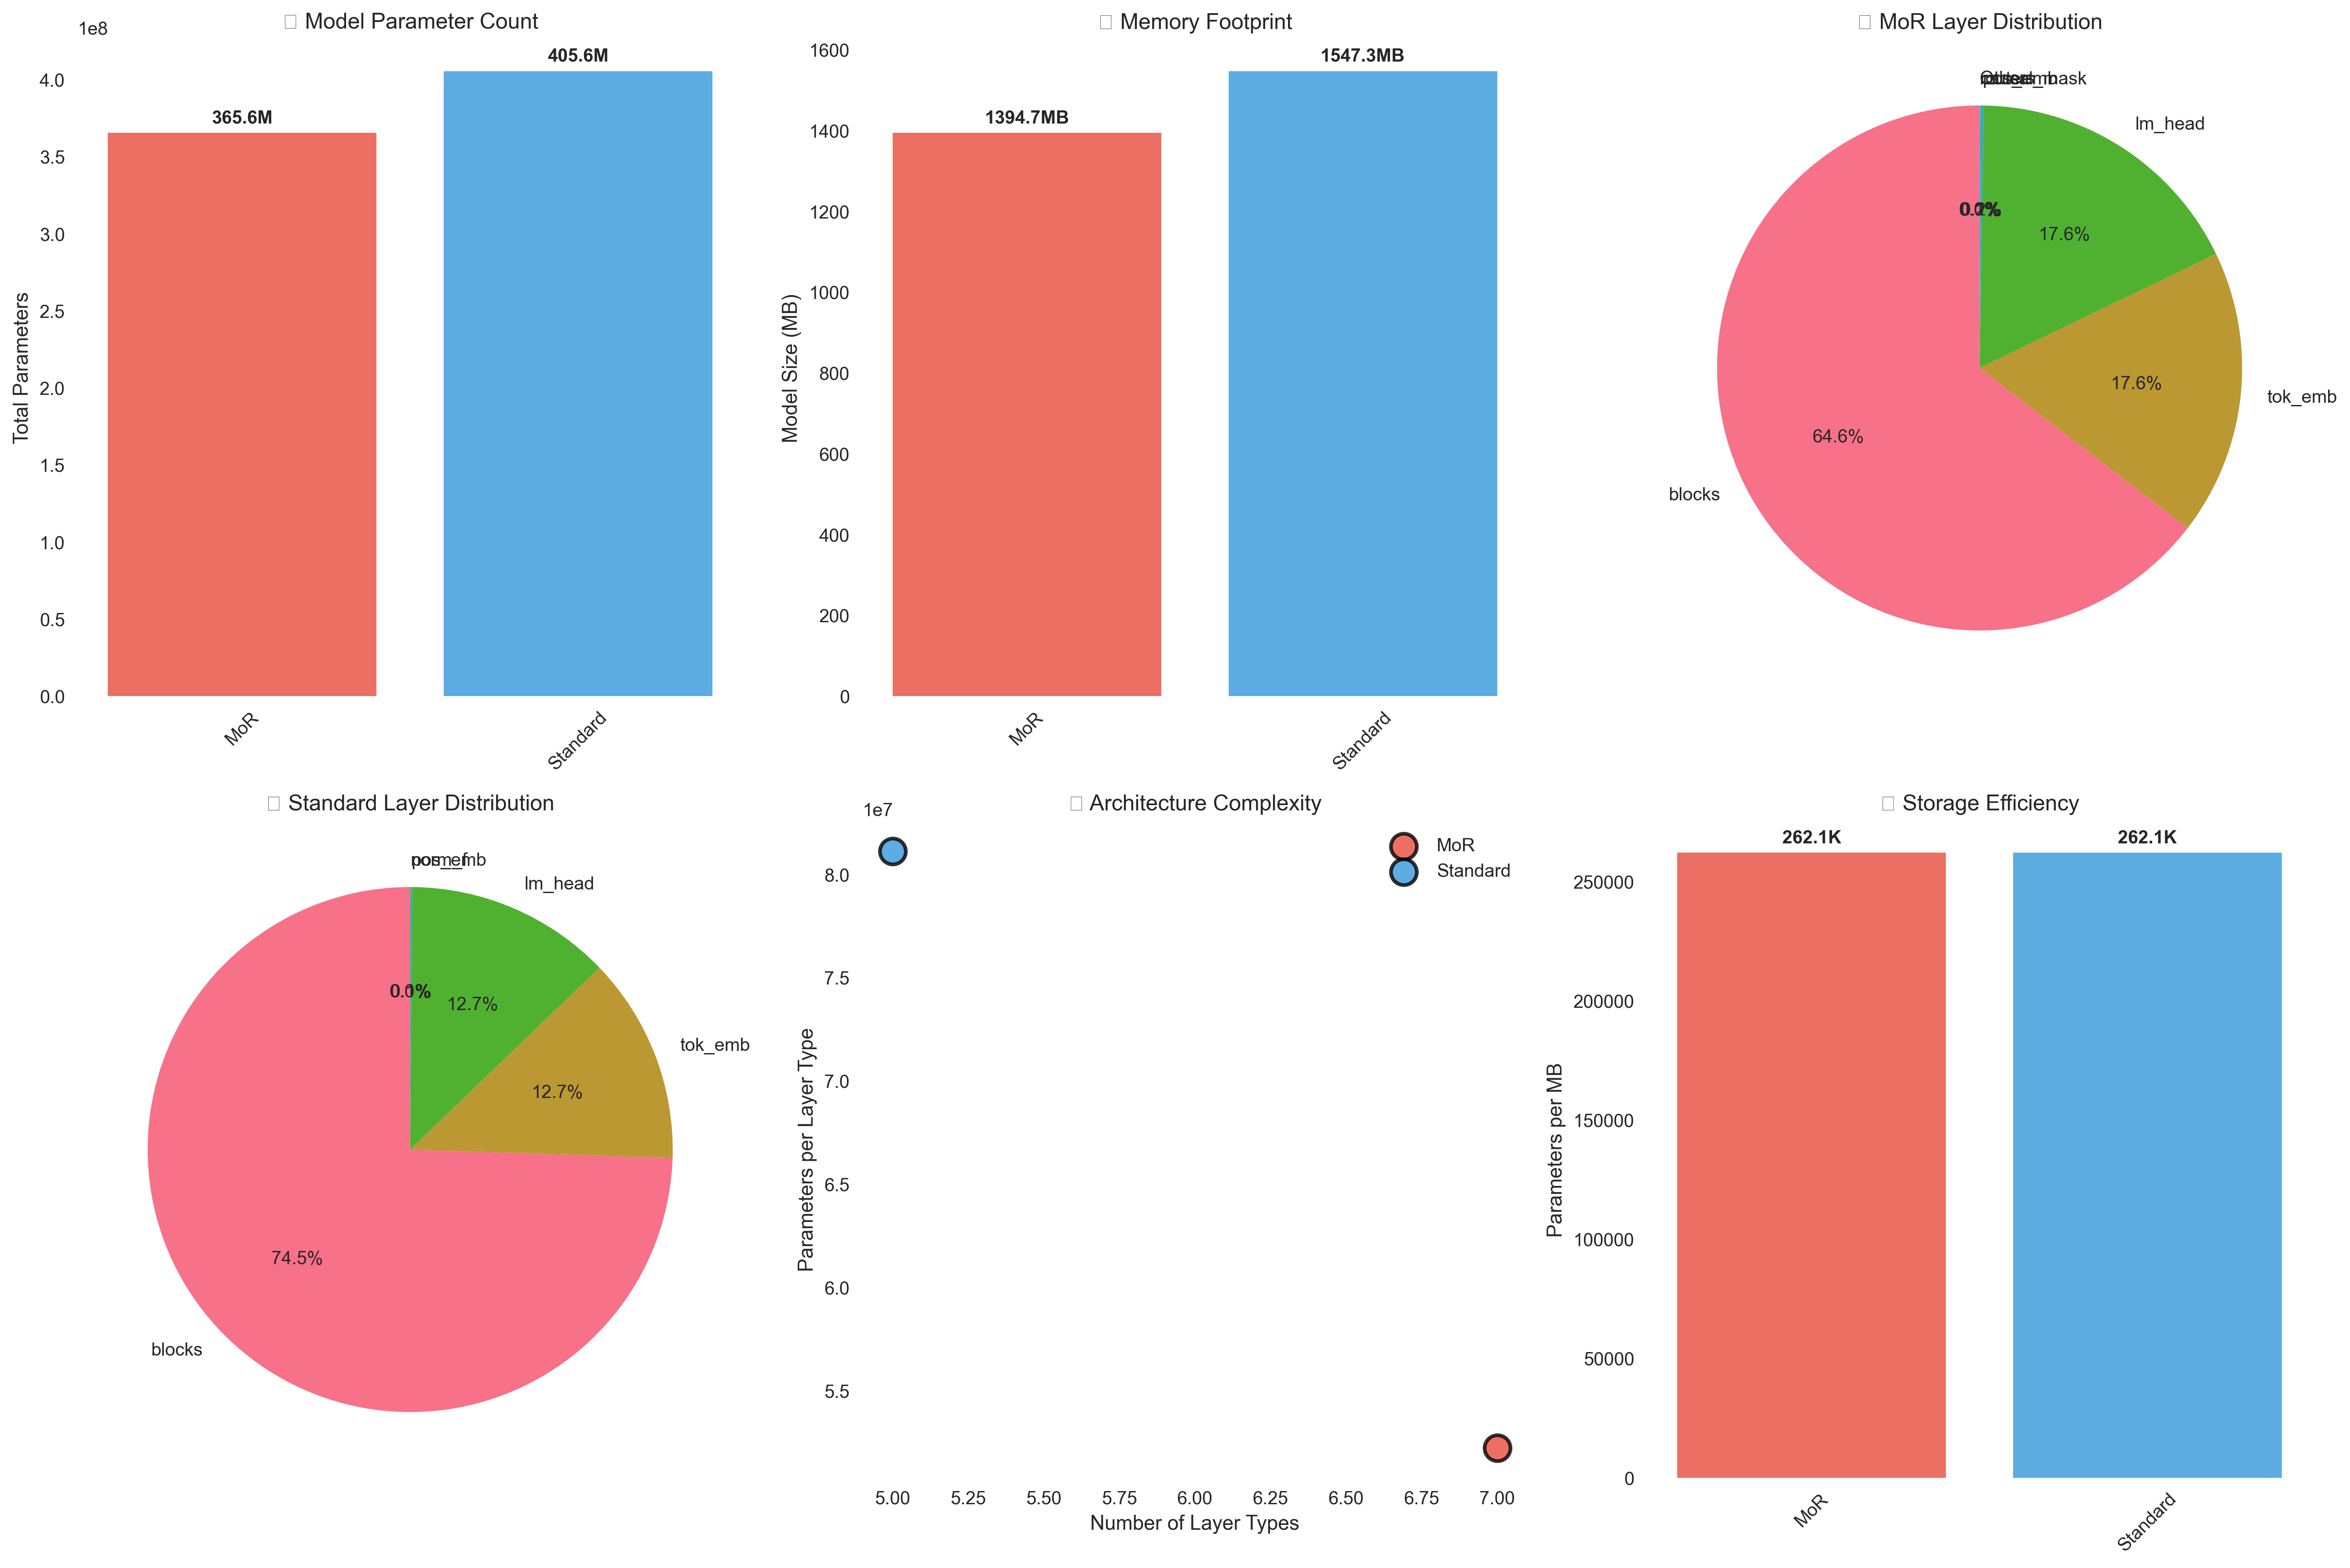 Model Parameter Count
1e8
Total Parameters
4.0
3.5
3.0
2.5
2.0
1.5
1.0
0.5
0.0
365.6M
405.6M
MoR
Standard
Memory Footprint
Model Size (MB)
1600
1400
1200
1000
800
600
400
200
0
1394.7MB
1547.3MB
MoR
Standard
MoR Layer Distribution
lm_head
17.6%
tok_emb
17.6%
64.6%
blocks
Standard Layer Distribution
lm_head
12.7%
tok_emb
12.7%
74.5%
blocks
Architecture Complexity
1e7
MoR
Standard
Parameters per Layer Type
8.0
7.5
7.0
6.5
6.0
5.5
5.00 5.25 5.50 5.75 6.00 6.25 6.50 6.75 7.00
Number of Layer Types
Storage Efficiency
262.1K
262.1K
Parameters per MB
250000
200000
150000
100000
50000
0
MoR
Standard